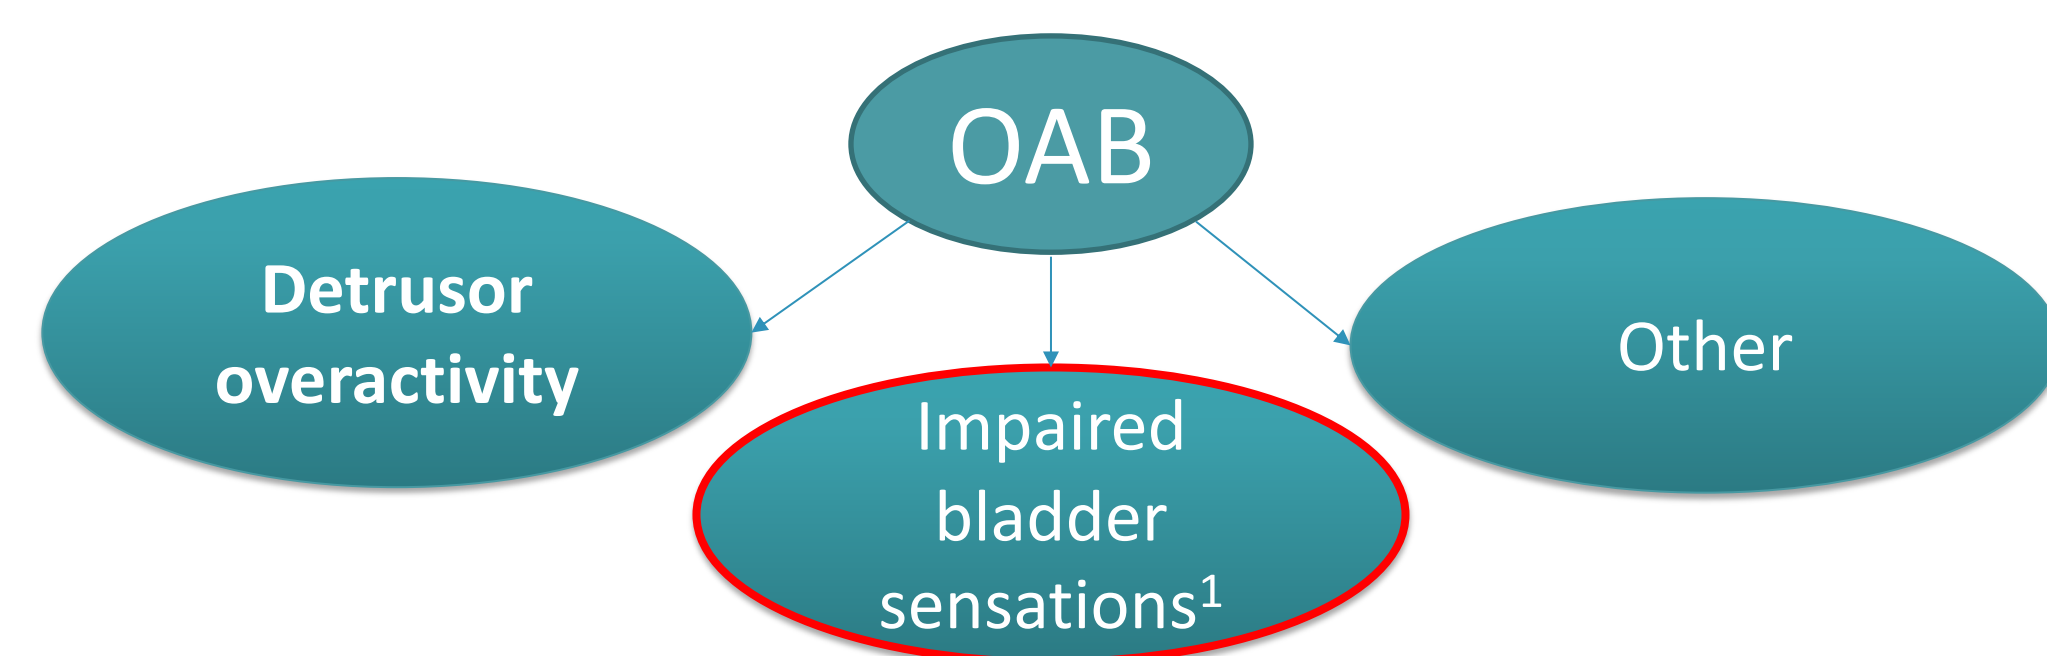 OAB
Detrusor
overactivity
Impaired
bladder
sensations¹
Other